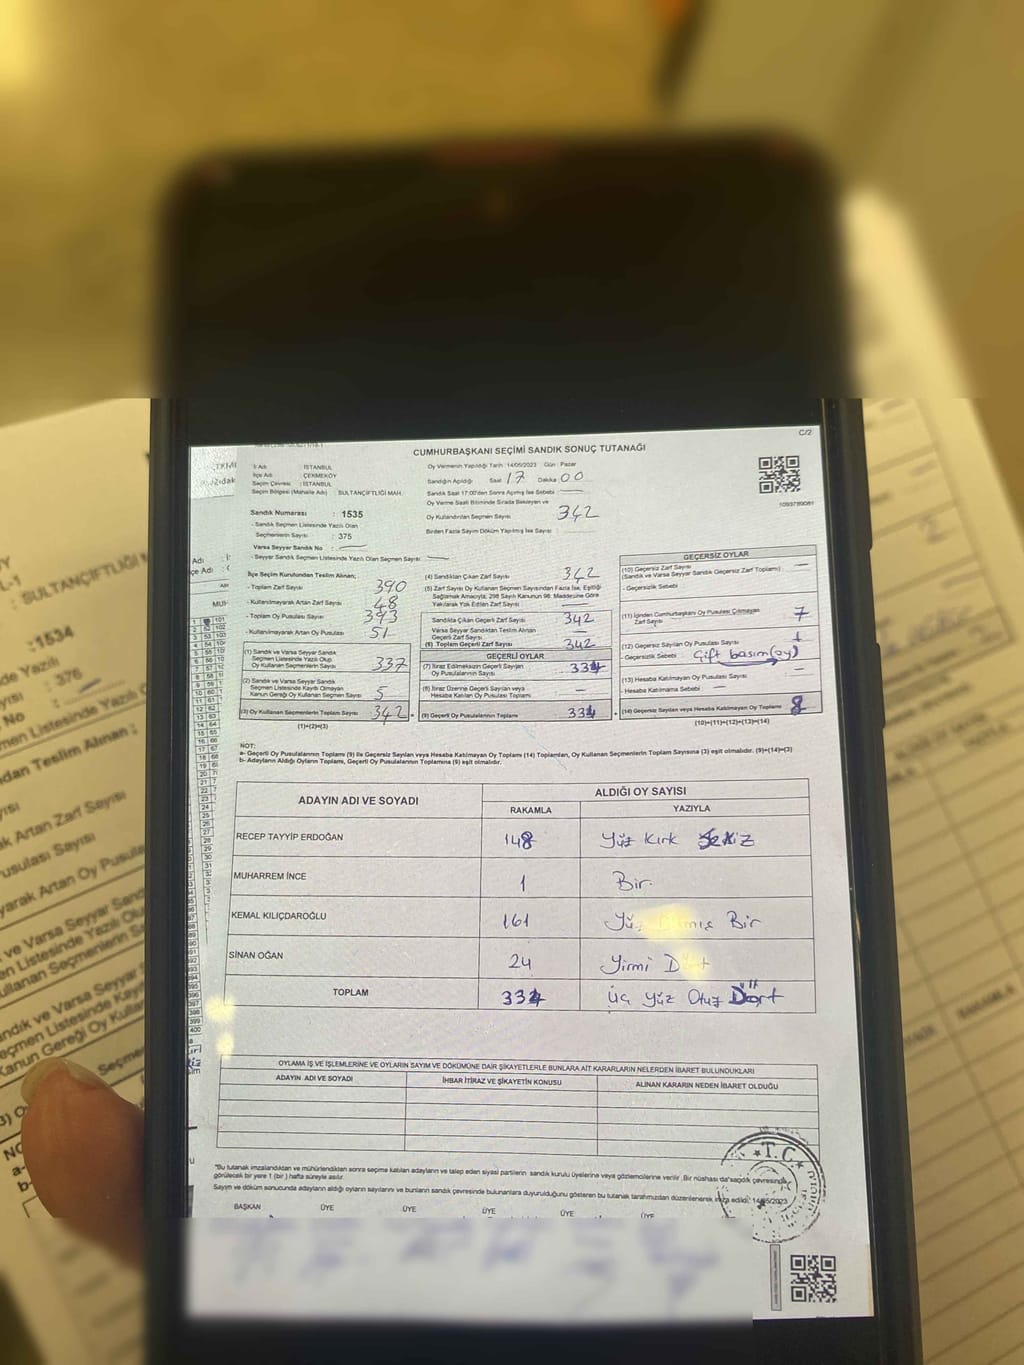 C/2
CUMHURBAŞKANI SEÇİMİ SANDIK SONUÇ TUTANAĞI
İl Adı : İSTANBUL
İlçe Adı : ÇEKMEKÖY
Seçim Çevresi : İSTANBUL
Seçim Bölgesi (Mahalle Adı) : SULTANÇİFTLİĞİ MAH.
Sandık Numarası : 1535
- Sandık Seçmen Listesinde Yazılı Olan
Seçmenlerin Sayısı : 375
Varsa Seyyar Sandık No :
- Seyyar Sandık Seçmen Listesinde Yazılı Olan Seçmen Sayısı :
Oy Vermenin Yapıldığı Tarih : 14/05/2023 Gün : Pazar
Sandığın Açıldığı Saat 17 Dakika 00
Sandık Saat 17:00'den Sonra Açılmış İse Sebebi
Oy Verme Saati Bitiminde Sırada Bekleyen ve
Oy Kullandırılan Seçmen Sayısı : 342
Birden Fazla Sayım Döküm Yapılmış İse Sayısı :
1093789081
İlçe Seçim Kurulundan Teslim Alınan;
- Toplam Zarf Sayısı 390
- Kullanılmayarak Artan Zarf Sayısı 48
- Toplam Oy Pusulası Sayısı 393
- Kullanılmayarak Artan Oy Pusulası 51
(1) Sandık ve Varsa Seyyar Sandık
Seçmen Listesinde Yazılı Olup
Oy Kullanan Seçmenlerin Sayısı 337
(2) Sandık ve Varsa Seyyar Sandık
Seçmen Listesinde Kayıtlı Olmayan
Kanun Gereği Oy Kullanan Seçmen Sayısı 5
(3) Oy Kullanan Seçmenlerin Toplam Sayısı 342
(1)+(2)=(3)
(4) Sandıktan Çıkan Zarf Sayısı 342
(5) Zarf Sayısı Oy Kullanan Seçmen Sayısından Fazla İse, Eşitliği
Sağlamak Amacıyla, 298 Sayılı Kanunun 98. Maddesine Göre
Yakılarak Yok Edilen Zarf Sayısı
Sandıkta Çıkan Geçerli Zarf Sayısı 342
Varsa Seyyar Sandıktan Teslim Alınan
Geçerli Zarf Sayısı
(6) Toplam Geçerli Zarf Sayısı 342
GEÇERLİ OYLAR
(7) İtiraz Edilmeksizin Geçerli Sayılan
Oy Pusulalarının Sayısı 334
(8) İtiraz Üzerine Geçerli Sayılan veya
Hesaba Katılan Oy Pusulası Toplamı
(9) Geçerli Oy Pusulalarının Toplamı 334
GEÇERSİZ OYLAR
(10) Geçersiz Zarf Sayısı
(Sandık ve Varsa Seyyar Sandık Geçersiz Zarf Toplamı)
- Geçersizlik Sebebi
(11) İçinden Cumhurbaşkanı Oy Pusulası Çıkmayan
Zarf Sayısı 7
(12) Geçersiz Sayılan Oy Pusulası Sayısı 1
- Geçersizlik Sebebi : Çift basım(oy)
(13) Hesaba Katılmayan Oy Pusulası Sayısı
- Hesaba Katılmama Sebebi
(14) Geçersiz Sayılan veya Hesaba Katılmayan Oy Toplamı 8
(10)+(11)+(12)+(13)=(14)
NOT:
a- Geçerli Oy Pusulalarının Toplamı (9) ile Geçersiz Sayılan veya Hesaba Katılmayan Oy Toplamı (14) Toplamları, Oy Kullanan Seçmenlerin Toplam Sayısına (3) eşit olmalıdır. (9)+(14)=(3)
b- Adayların Aldığı Oyların Toplamı, Geçerli Oy Pusulalarının Toplamına (9) eşit olmalıdır.
ADAYIN ADI VE SOYADI ALDIĞI OY SAYISI
RAKAMLA YAZIYLA
RECEP TAYYİP ERDOĞAN 148 Yüz Kırk Sekiz
MUHARREM İNCE 1 Bir.
KEMAL KILIÇDAROĞLU 161 Bir
SİNAN OĞAN 24 Yirmi
TOPLAM 334 Üç Yüz Otuz Dört
OYLAMA İŞ VE İŞLEMLERİNE VE OYLARIN SAYIM VE DÖKÜMÜNE DAİR ŞİKAYETLERLE BUNLARA AİT KARARLARIN NELERDEN İBARET BULUNDUKLARI
ADAYIN ADI VE SOYADI İHBAR İTİRAZ VE ŞİKAYETİN KONUSU ALINAN KARARIN NEDEN İBARET OLDUĞU
"Bu tutanak imzalandıktan ve mühürlendikten sonra seçime katılan adayların ve talep eden siyasi partilerin sandık kurulu üyelerine veya gözlemcilerine verilir. Bir nüshası da sandık çevresinde
görülecek bir yere 1 (bir) hafta süreyle asılır.
Sayım ve döküm sonucunda adayların aldığı oyların sayılarını ve bunların sandık çevresinde bulunanlara duyurulduğunu gösteren bu tutanak tarafımızdan düzenlenerek imza edildi. 14/05/2023
BAŞKAN ÜYE ÜYE ÜYE ÜYE ÜYE
T.C.
: SULTANÇİFTLİĞİ
:1534
: 376
Teslim Alınan ;
Artan Zarf Sayısı